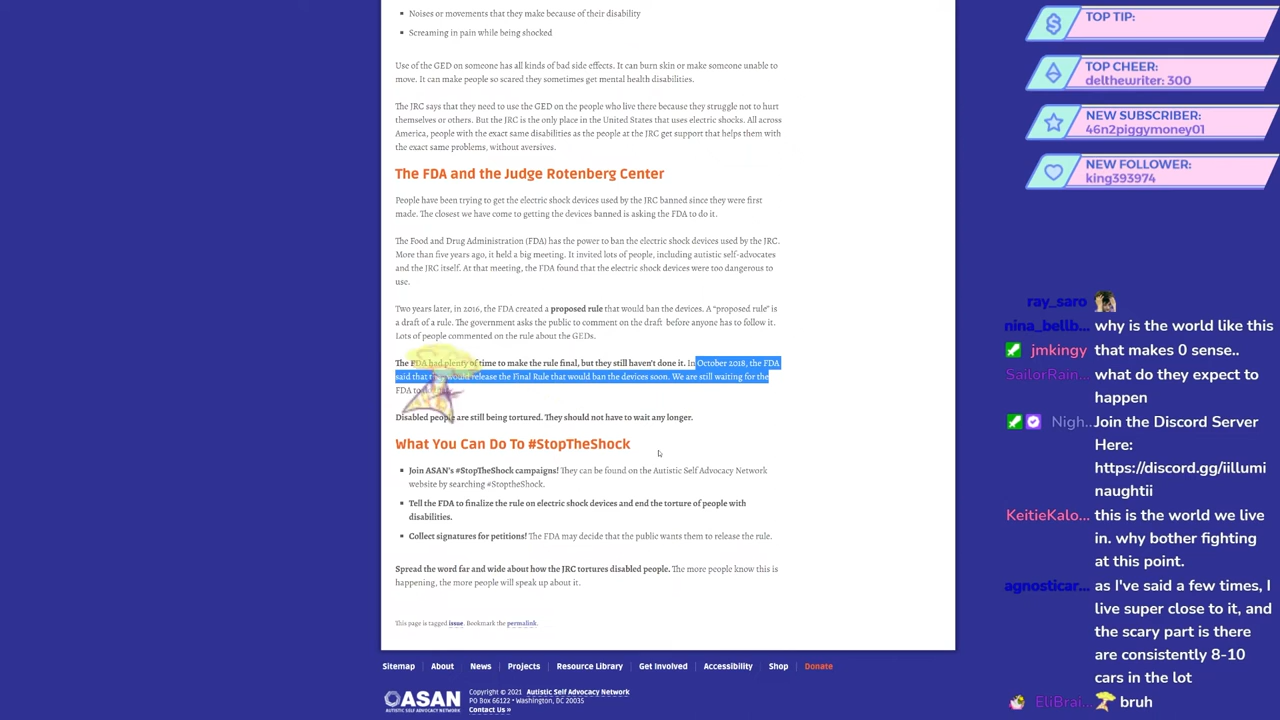 Noises or movements that they make because of their disability
Screaming in pain while being shocked
Use of the GED on someone has all kinds of bad side effects. It can burn skin or make someone unable to
move. It can make people so scared they sometimes get mental health disabilities.
The JRC says that they need to use the GED on the people who live there because they struggle not to hurt
themselves or others. But the JRC is the only place in the United States that uses electric shocks. All across
America, people with the exact same disabilities as the people at the JRC get support that helps them with
the exact same problems, without aversives.
The FDA and the Judge Rotenberg Center
People have been trying to get the electric shock devices used by the JRC banned since they were first
made. The closest we have come to getting the devices banned is asking the FDA to do it.
The Food and Drug Administration (FDA) has the power to ban the electric shock devices used by the JRC.
More than five years ago, it held a big meeting. It invited lots of people, including autistic self-advocates
and the JRC itself. At that meeting, the FDA found that the electric shock devices were too dangerous to
use.
Two years later, in 2016, the FDA created a proposed rule that would ban the devices. A “proposed rule” is
a draft of a rule. The government asks the public to comment on the draft before anyone has to follow it.
Lots of people commented on the rule about the GEDs.
The FDA had plenty of time to make the rule final, but they still haven’t done it. In October 2018, the FDA
said that they would release the Final Rule that would ban the devices soon. We are still waiting for the
FDA to
Disabled people are still being tortured. They should not have to wait any longer.
What You Can Do To #StopTheShock
Join ASAN’s #StopTheShock campaigns! They can be found on the Autistic Self Advocacy Network
website by searching #StoptheShock.
Tell the FDA to finalize the rule on electric shock devices and end the torture of people with
disabilities.
Collect signatures for petitions! The FDA may decide that the public wants them to release the rule.
Spread the word far and wide about how the JRC tortures disabled people. The more people know this is
happening, the more people will speak up about it.
This page is tagged issue. Bookmark the permalink.
Sitemap About News Projects Resource Library Get Involved Accessibility Shop Donate
ASAN
AUTISTIC SELF ADVOCACY NETWORK
Copyright © 2021 Autistic Self Advocacy Network
PO Box 66122 • Washington, DC 20035
Contact Us »
TOP TIP:
TOP CHEER:
delthewriter: 300
NEW SUBSCRIBER:
46n2piggymoney01
NEW FOLLOWER:
king393974
ray_saro
nina_bellb... why is the world like this
jmkingy that makes 0 sense..
SailorRain... what do they expect to
happen
Nigh... Join the Discord Server
Here:
https://discord.gg/iillumi
naughtii
KeitieKalo... this is the world we live
in. why bother fighting
at this point.
agnosticar... as I've said a few times, I
live super close to it, and
the scary part is there
are consistently 8-10
cars in the lot
EliBrai... bruh